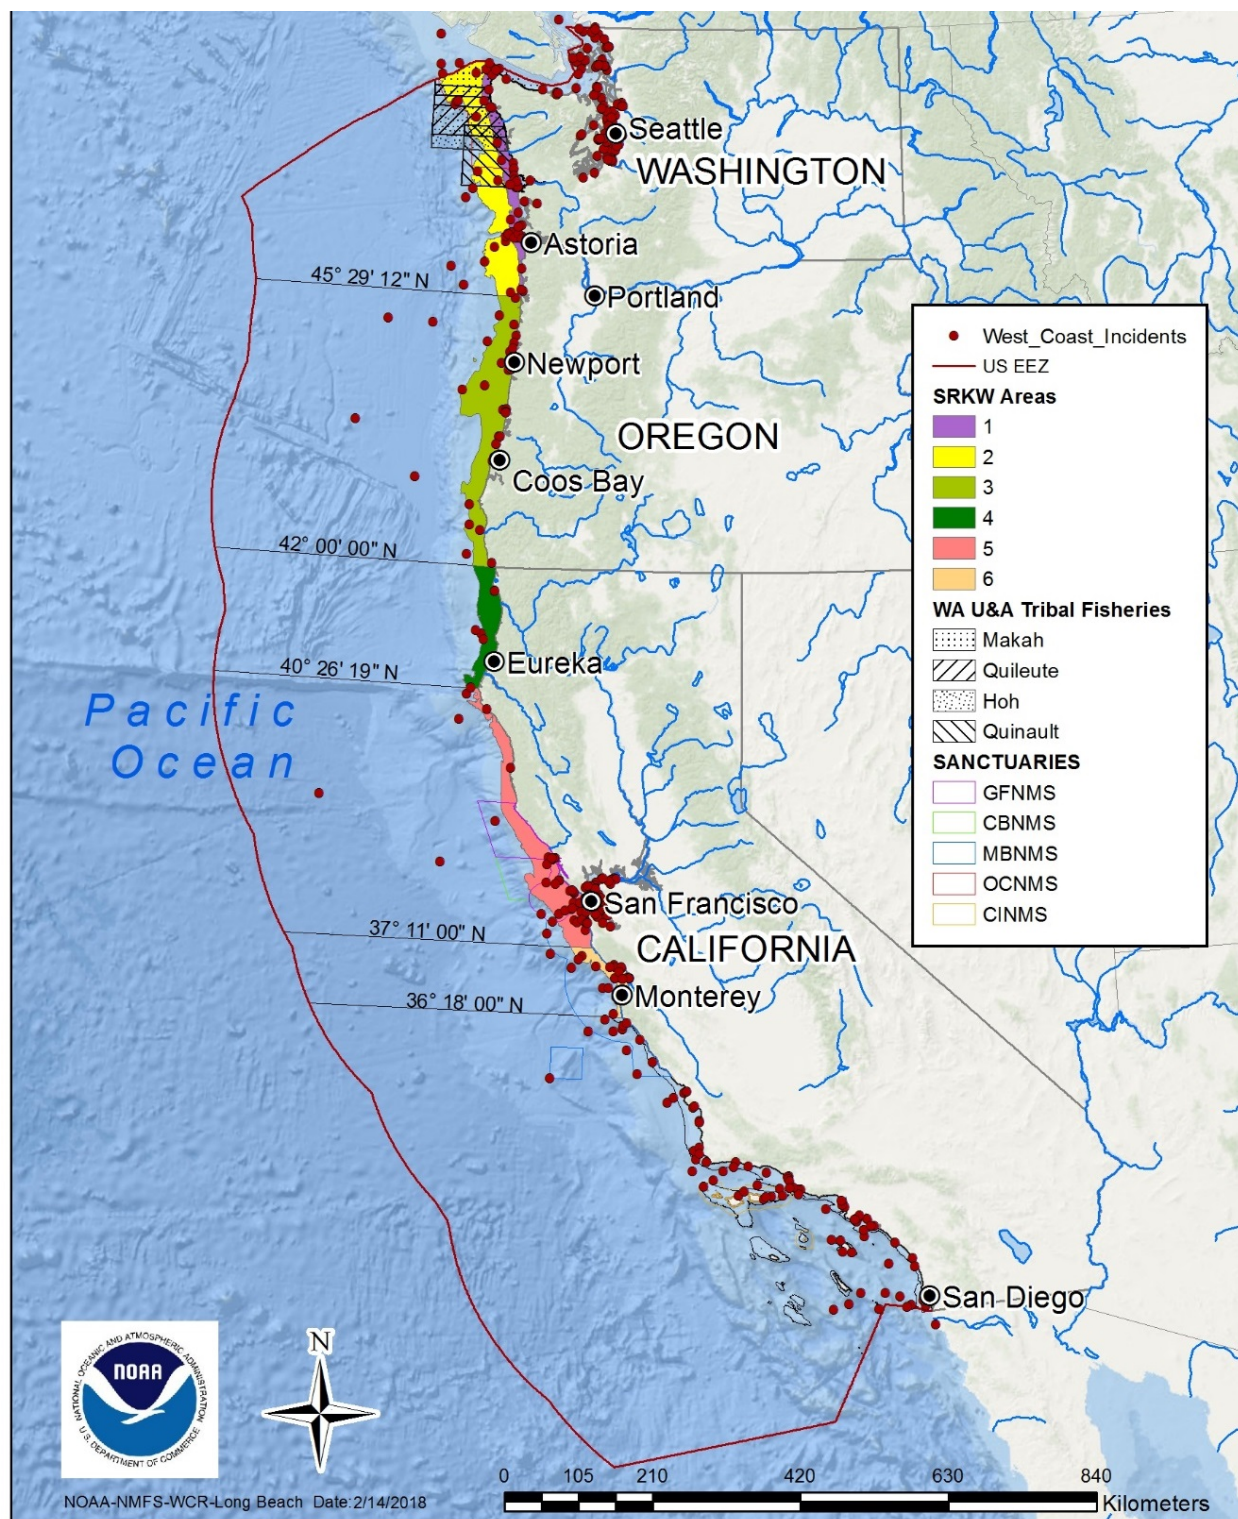 Seattle
WASHINGTON
Astoria
45° 29' 12" N
Portland
Newport
OREGON
Coos Bay
42° 00' 00" N
Eureka
40° 26' 19" N
Pacific
Ocean
San Francisco
37° 11' 00" N
CALIFORNIA
36° 18' 00" N
Monterey
San Diego
West_Coast_Incidents
US EEZ
SRKW Areas
1
2
3
4
5
6
WA U&A Tribal Fisheries
Makah
Quileute
Hoh
Quinault
SANCTUARIES
GFNMS
CBNMS
MBNMS
OCNMS
CINMS
NATIONAL OCEANIC AND ATMOSPHERIC ADMINISTRATION
NOAA
U.S. DEPARTMENT OF COMMERCE
N
NOAA-NMFS-WCR-Long Beach Date:2/14/2018
0 105 210 420 630 840
Kilometers